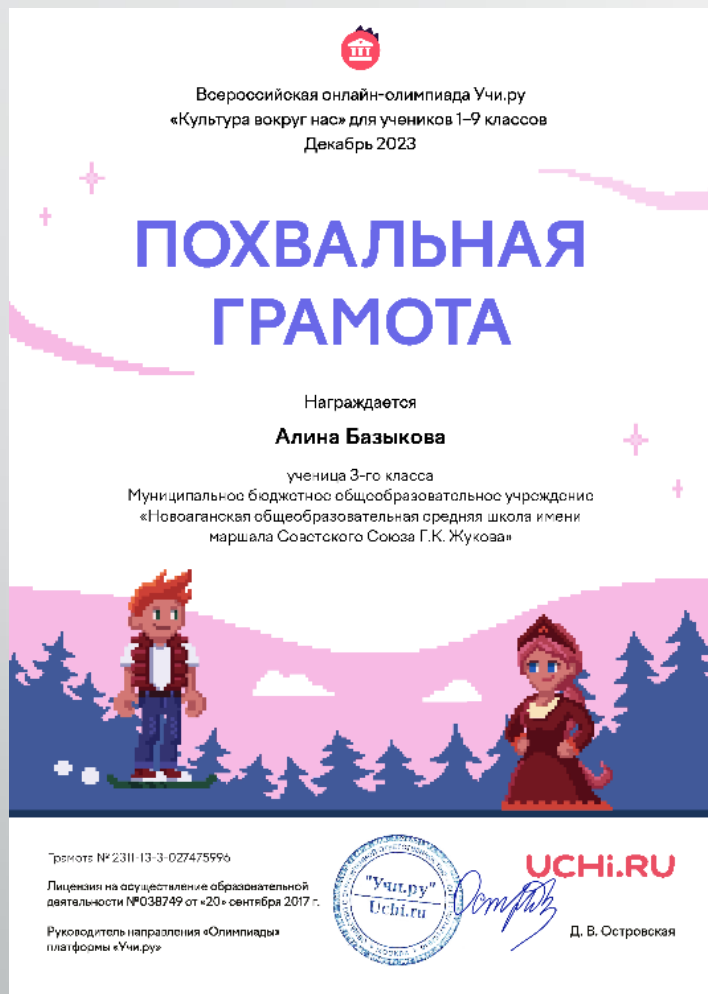 Всероссийская онлайн-олимпиада Учи.ру
«Культура вокруг нас» для учеников 1–9 классов
Декабрь 2023
ПОХВАЛЬНАЯ
ГРАМОТА
Награждается
Алина Базыкова
ученица 3-го класса
Муниципальное бюджетное общеобразовательное учреждение
«Новоаганская общеобразовательная средняя школа имени
маршала Советского Союза Г.К. Жукова»
Грамота № 2311-13-3-027475996
Лицензия на осуществление образовательной
деятельности №038749 от «20» сентября 2017 г.
Руководитель направления «Олимпиады»
платформы «Учи.ру»
"Учи.ру"
Uchi.ru
UCHi.RU
Д. В. Островская